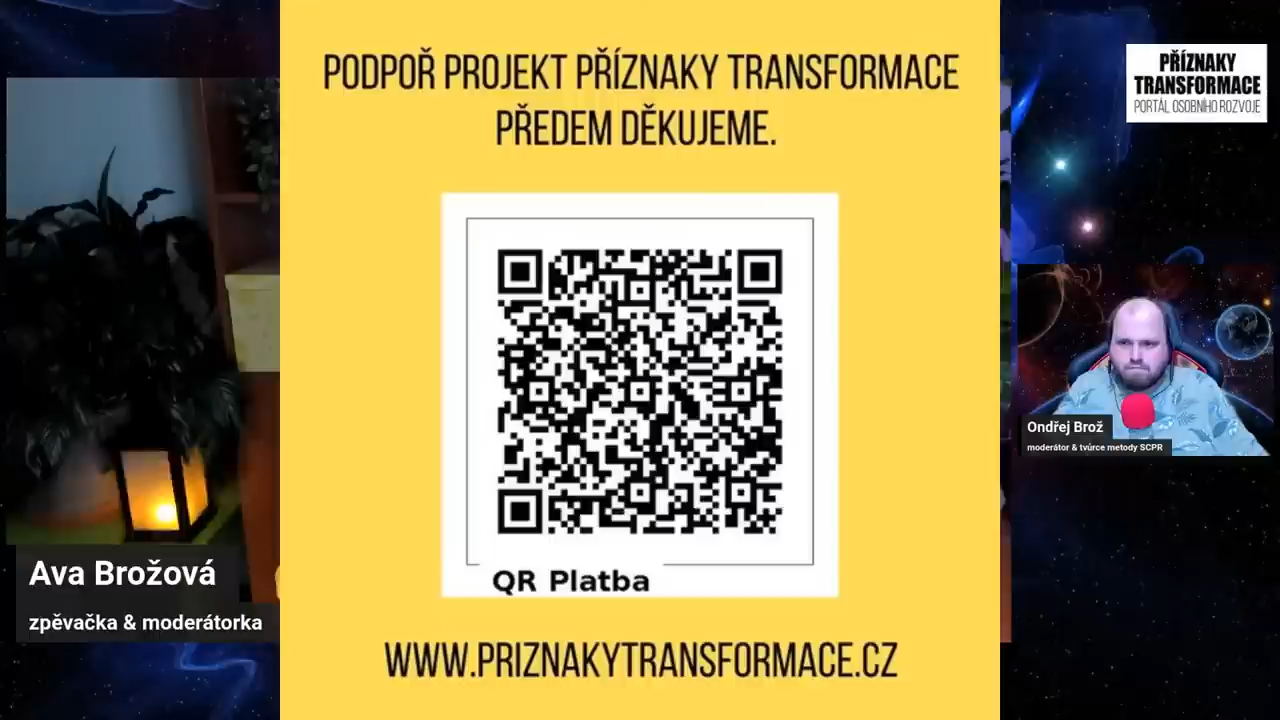 PODPOŘ PROJEKT PŘÍZNAKY TRANSFORMACE
PŘEDEM DĚKUJEME.
QR Platba
WWW.PRIZNAKYTRANSFORMACE.CZ
Ava Brožová
zpěvačka & moderátorka
PŘÍZNAKY
TRANSFORMACE
PORTÁL OSOBNÍHO ROZVOJE
Ondřej Brož
moderátor & tvůrce metody SCPR